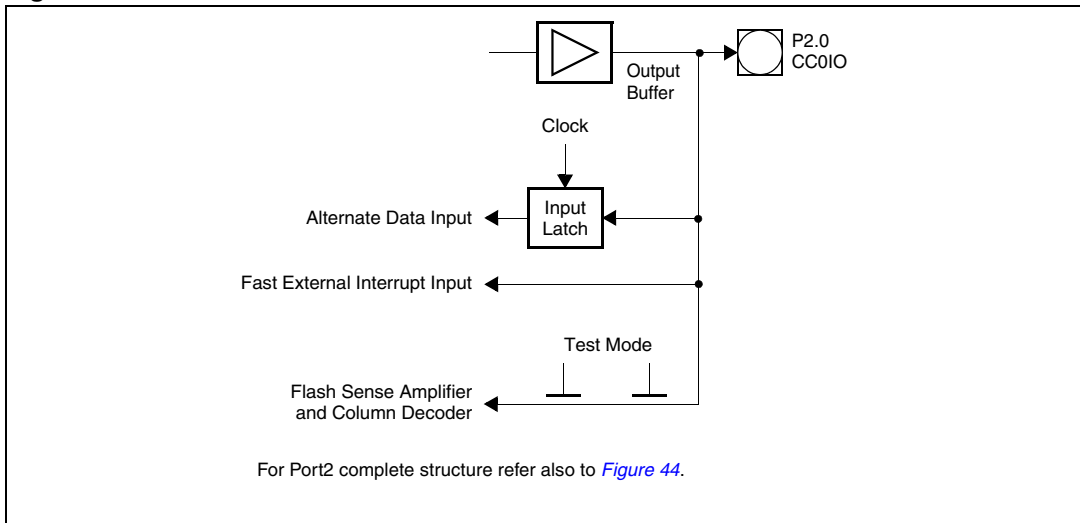 P2.0
CC0IO
Output
Buffer
Clock
Input
Latch
Alternate Data Input
Fast External Interrupt Input
Test Mode
Flash Sense Amplifier
and Column Decoder
For Port2 complete structure refer also to Figure 44.